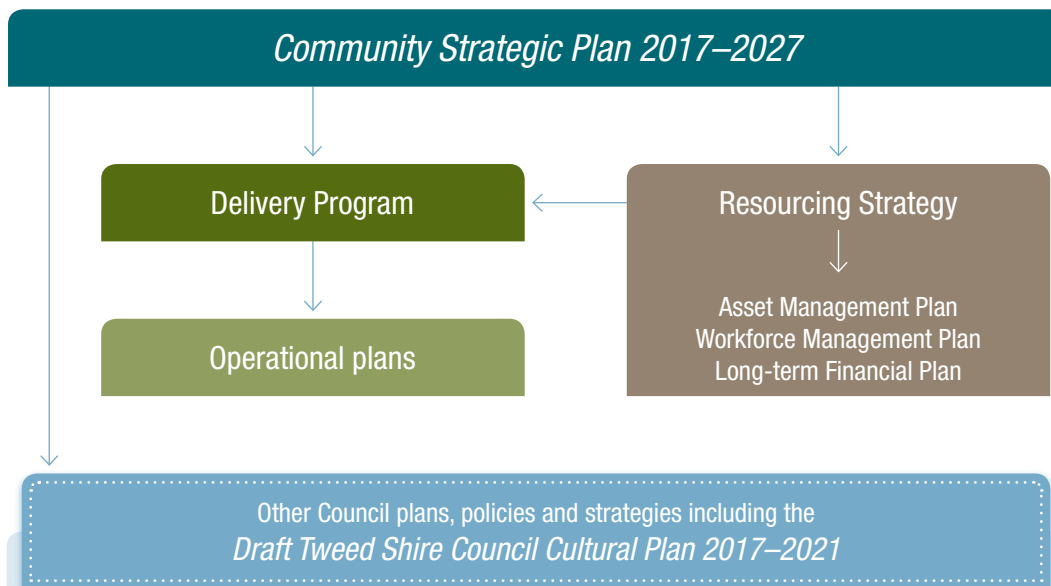 Community Strategic Plan 2017–2027
Delivery Program
Resourcing Strategy
Asset Management Plan
Workforce Management Plan
Long-term Financial Plan
Operational plans
Other Council plans, policies and strategies including the
Draft Tweed Shire Council Cultural Plan 2017–2021